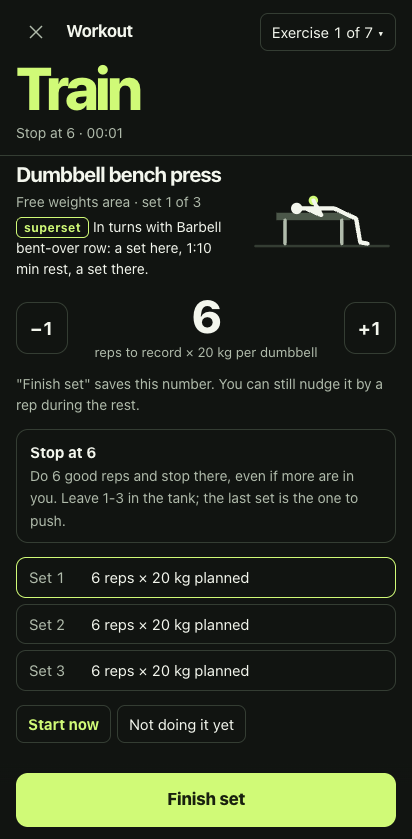 Workout
Exercise 1 of 7 ▾
Train
Stop at 6 · 00:01
Dumbbell bench press
Free weights area · set 1 of 3
superset In turns with Barbell
bent-over row: a set here, 1:10
min rest, a set there.
−1
6
+1
reps to record × 20 kg per dumbbell
"Finish set" saves this number. You can still nudge it by a
rep during the rest.
Stop at 6
Do 6 good reps and stop there, even if more are in
you. Leave 1-3 in the tank; the last set is the one to
push.
Set 1 6 reps × 20 kg planned
Set 2 6 reps × 20 kg planned
Set 3 6 reps × 20 kg planned
Start now
Not doing it yet
Finish set